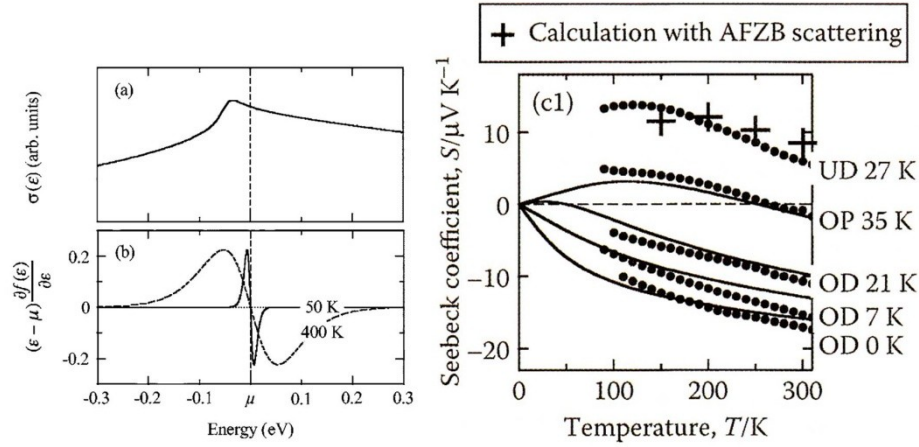 (a)
σ(ε) (arb. units)
(b)
(ε - μ) ∂f(ε)/∂ε
0.2
0
-0.2
50 K
400 K
-0.3
-0.2
-0.1
μ
0.1
0.2
0.3
Energy (eV)
+ Calculation with AFZB scattering
(c1)
Seebeck coefficient, S/μV K⁻¹
10
0
−10
−20
UD 27 K
OP 35 K
OD 21 K
OD 7 K
OD 0 K
0
100
200
300
Temperature, T/K